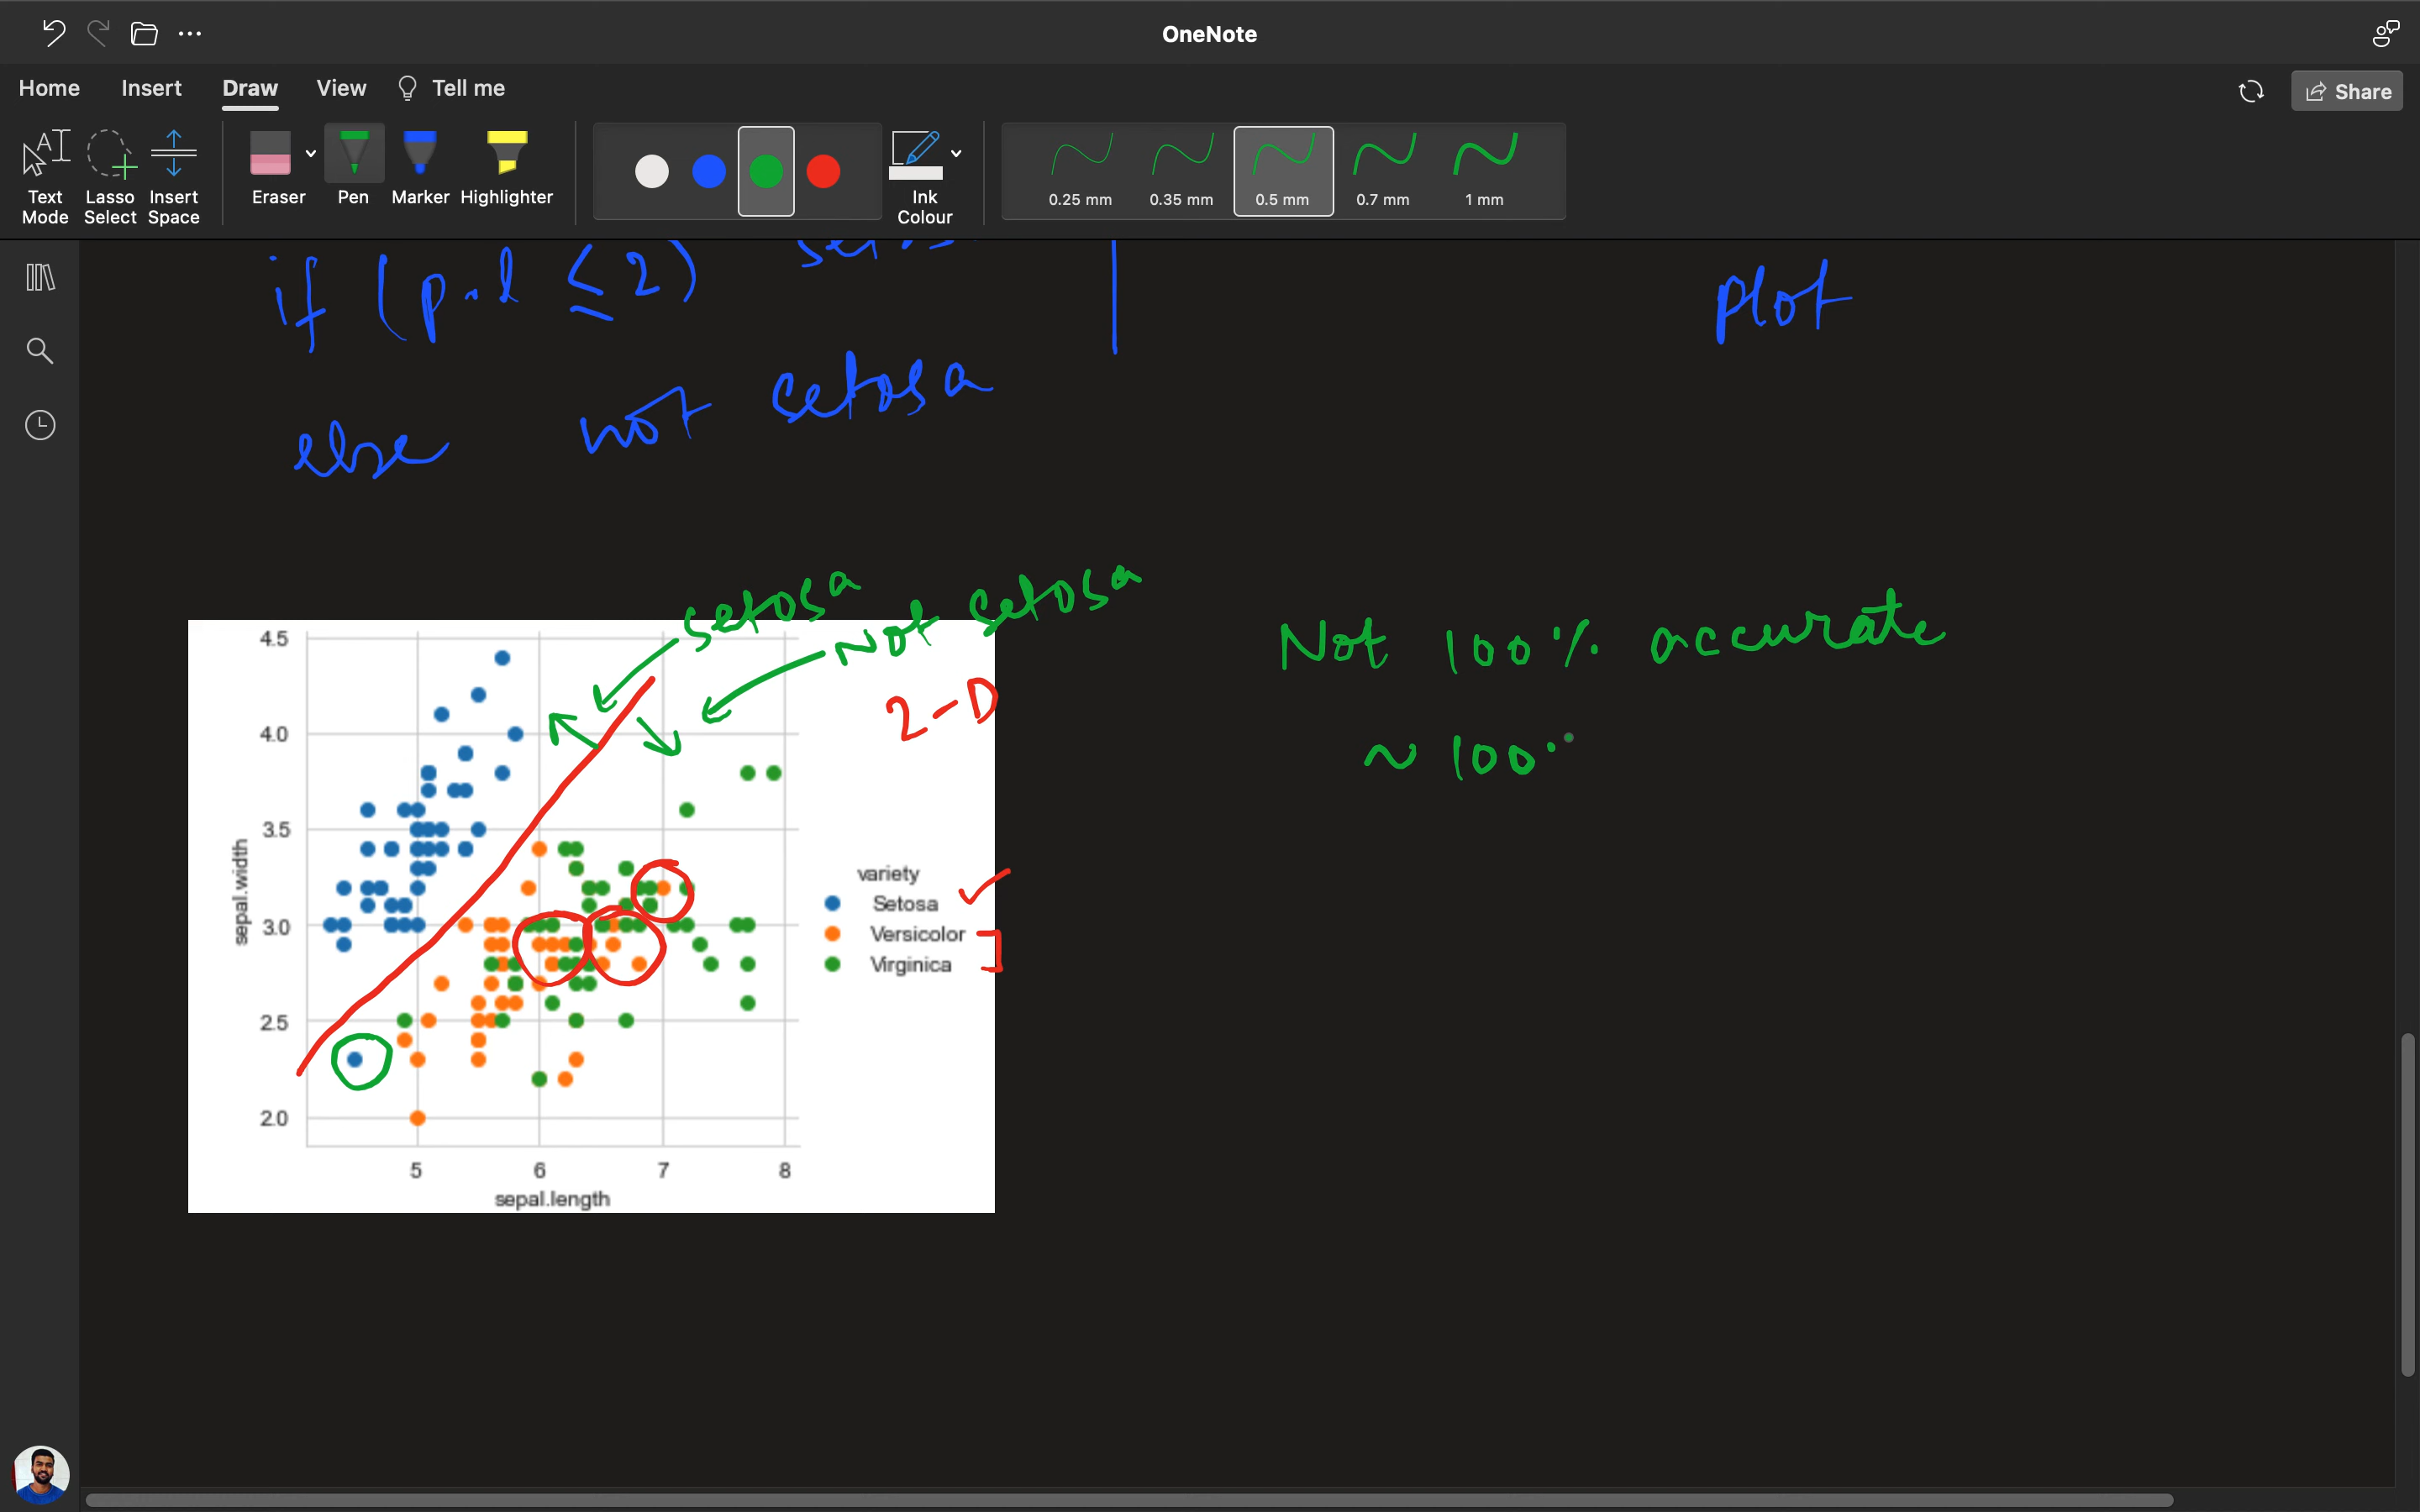 OneNote
Home Insert Draw View Tell me
Share
Text Mode
Lasso Select
Insert Space
Eraser
Pen
Marker
Highlighter
Ink Colour
0.25 mm
0.35 mm
0.5 mm
0.7 mm
1 mm
if (p.l ≤ 2)
plot
else not setosa
setosa
Not setosa
2-D
Not 100% accurate
~ 100
4.5
4.0
3.5
3.0
2.5
2.0
sepal.width
5 6 7 8
sepal.length
variety
Setosa
Versicolor
Virginica